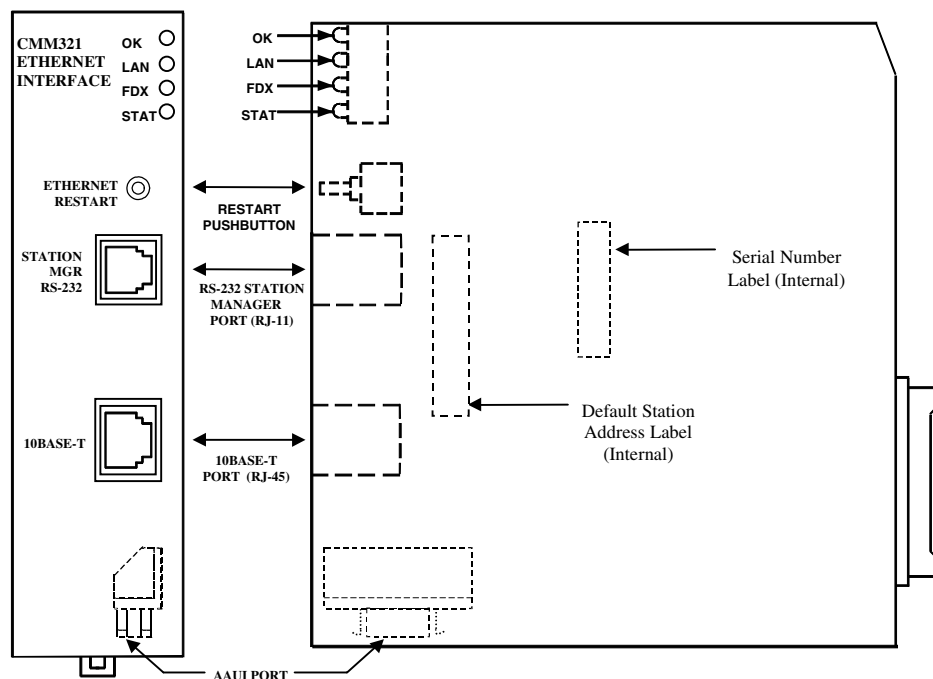 CMM321
ETHERNET
INTERFACE
OK
LAN
FDX
STAT
ETHERNET
RESTART
STATION
MGR
RS-232
10BASE-T
OK
LAN
FDX
STAT
RESTART
PUSHBUTTON
RS-232 STATION
MANAGER
PORT (RJ-11)
10BASE-T
PORT (RJ-45)
AAUI PORT
Serial Number
Label (Internal)
Default Station
Address Label
(Internal)